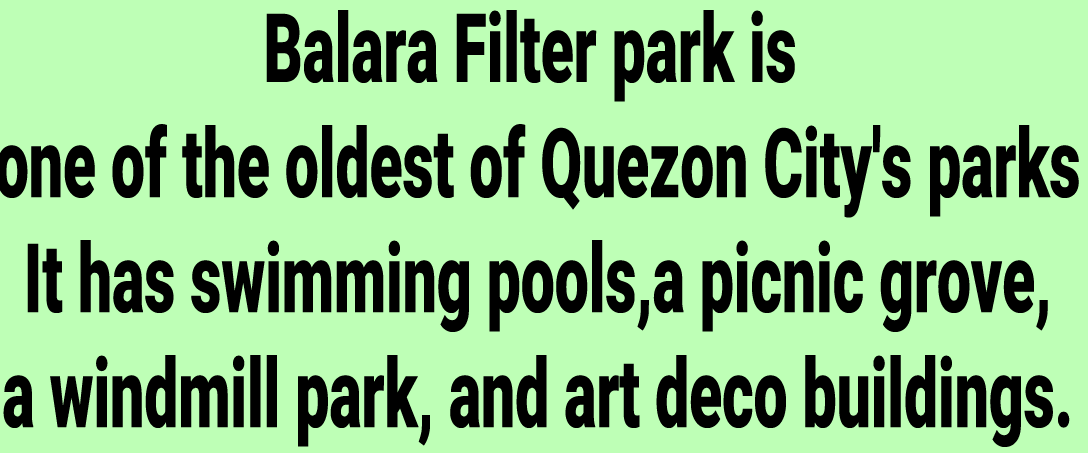 Balara Filter park is
one of the oldest of Quezon City's parks
It has swimming pools,a picnic grove,
a windmill park, and art deco buildings.